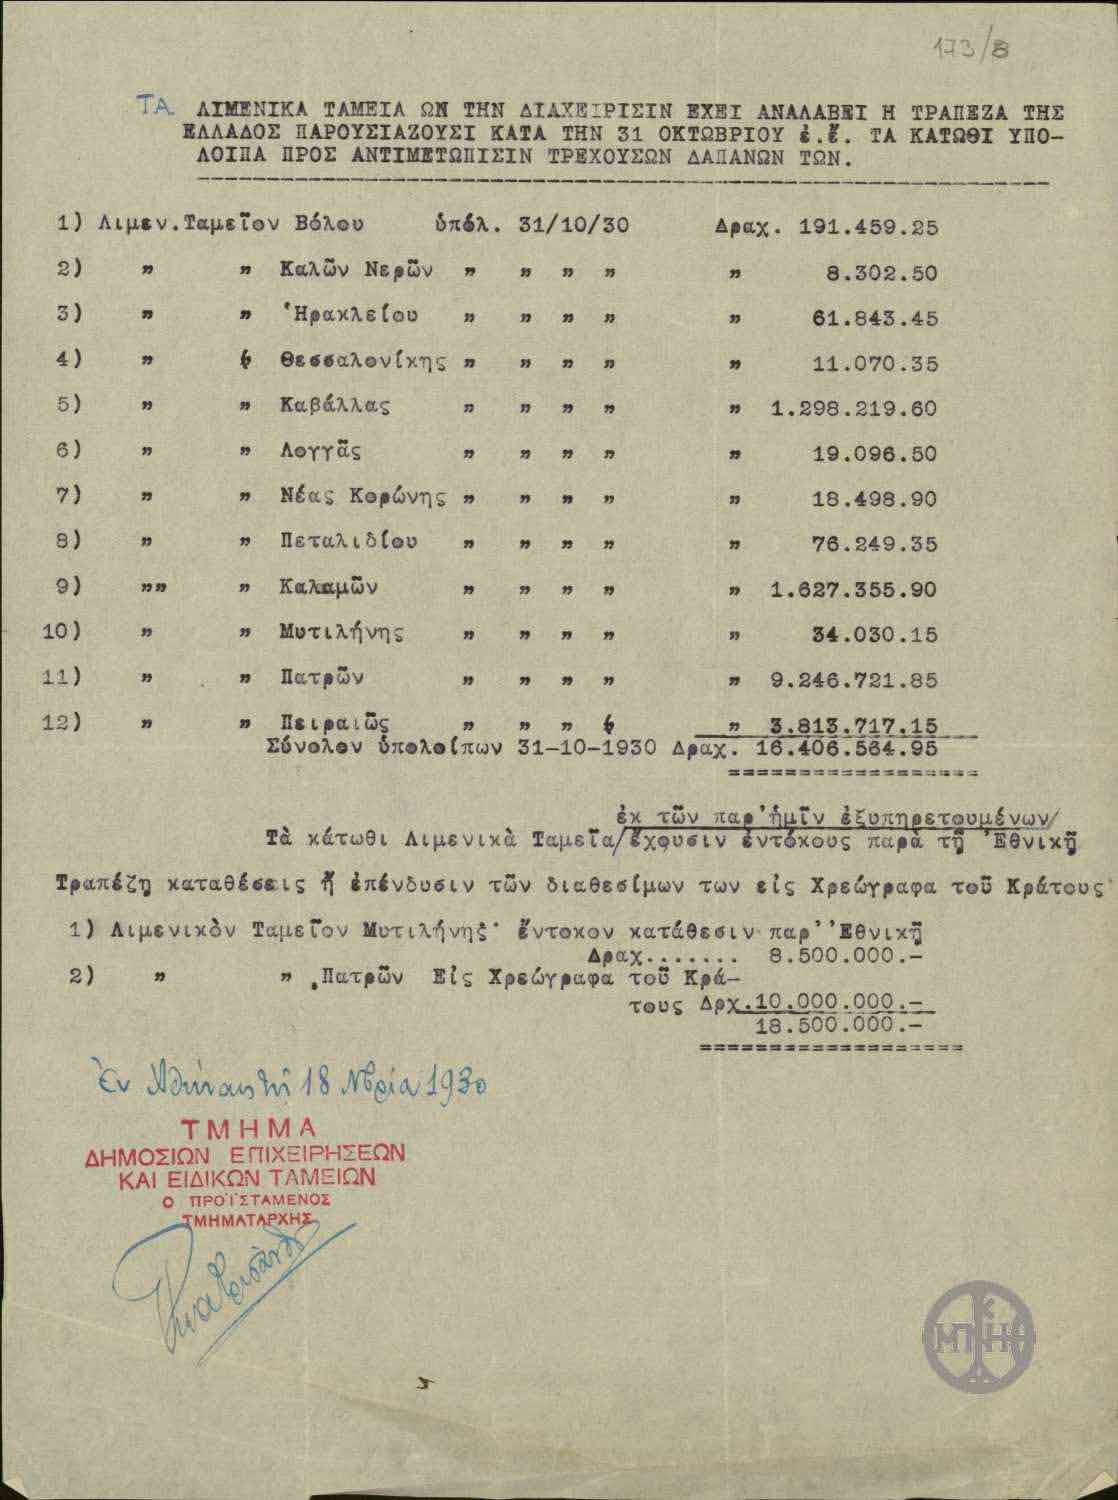 173/8
ΤΑ ΛΙΜΕΝΙΚΑ ΤΑΜΕΙΑ ΩΝ ΤΗΝ ΔΙΑΧΕΙΡΙΣΙΝ ΕΧΕΙ ΑΝΑΛΑΒΕΙ Η ΤΡΑΠΕΖΑ ΤΗΣ
ΕΛΛΑΔΟΣ ΠΑΡΟΥΣΙΑΖΟΥΣΙ ΚΑΤΑ ΤΗΝ 31 ΟΚΤΩΒΡΙΟΥ ἐ.ἔ. ΤΑ ΚΑΤΩΘΙ ΥΠΟ-
ΛΟΙΠΑ ΠΡΟΣ ΑΝΤΙΜΕΤΩΠΙΣΙΝ ΤΡΕΧΟΥΣΩΝ ΔΑΠΑΝΩΝ ΤΩΝ.
1) Λιμεν.Ταμεῖον Βόλου ὑπόλ. 31/10/30 Δραχ. 191.459.25
2) " " Καλῶν Νερῶν " " " " " 8.302.50
3) " " Ἡρακλείου " " " " " 61.843.45
4) " " Θεσσαλονίκης " " " " " 11.070.35
5) " " Καβάλλας " " " " " 1.298.219.60
6) " " Λογγᾶς " " " " " 19.096.50
7) " " Νέας Κορώνης " " " " " 18.498.90
8) " " Πεταλιδίου " " " " " 76.249.35
9) "" " Καλαμῶν " " " " " 1.627.355.90
10) " " Μυτιλήνης " " " " " 34.030.15
11) " " Πατρῶν " " " " " 9.246.721.85
12) " " Πειραιῶς " " " " " 3.813.717.15
Σύνολον ὑπολοίπων 31-10-1930 Δραχ. 16.406.564.95
ἐκ τῶν παρ'ἡμῖν ἐξυπηρετουμένων/
Τὰ κάτωθι Λιμενικὰ Ταμεῖα/ἔχουσιν ἐντόκους παρὰ τῇ Ἐθνικῇ
Τραπέζῃ καταθέσεις ἤ ἐπένδυσιν τῶν διαθεσίμων των εἰς Χρεώγραφα τοῦ Κράτους
1) Λιμενικὸν Ταμεῖον Μυτιλήνης· ἔντοκον κατάθεσιν παρ' Ἐθνικῇ
Δραχ....... 8.500.000.-
2) " " Πατρῶν Εἰς Χρεώγραφα τοῦ Κρά-
τους Δρχ.10.000.000.-
18.500.000.-
Ἐν Ἀθήναις τῇ 18 Νβρίου 1930
ΤΜΗΜΑ
ΔΗΜΟΣΙΩΝ ΕΠΙΧΕΙΡΗΣΕΩΝ
ΚΑΙ ΕΙΔΙΚΩΝ ΤΑΜΕΙΩΝ
Ο ΠΡΟΪΣΤΑΜΕΝΟΣ
ΤΜΗΜΑΤΑΡΧΗΣ